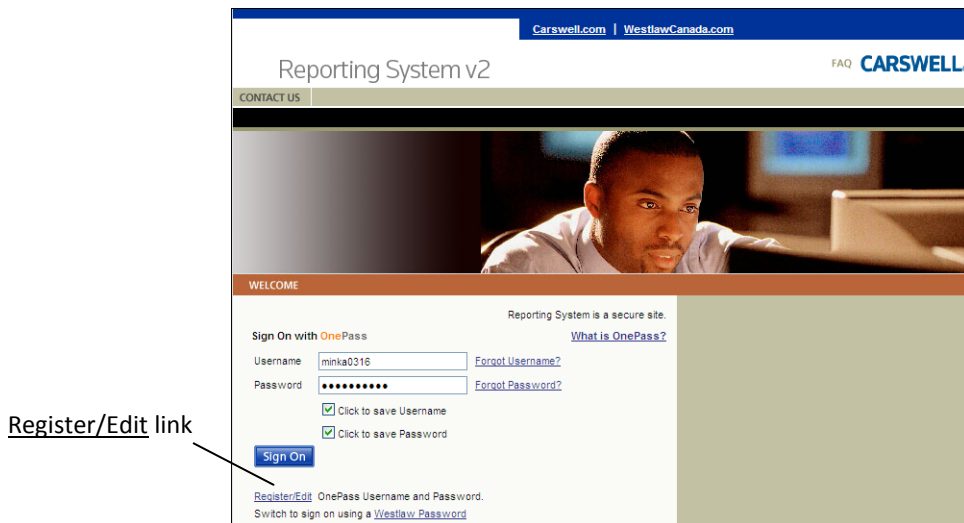 Carswell.com | WestlawCanada.com
Reporting System v2
FAQ CARSWELL.
CONTACT US
WELCOME
Reporting System is a secure site.
Sign On with OnePass What is OnePass?
Username minka0316 Forgot Username?
Password •••••••••• Forgot Password?
Click to save Username
Register/Edit link
Click to save Password
Sign On
Register/Edit OnePass Username and Password.
Switch to sign on using a Westlaw Password